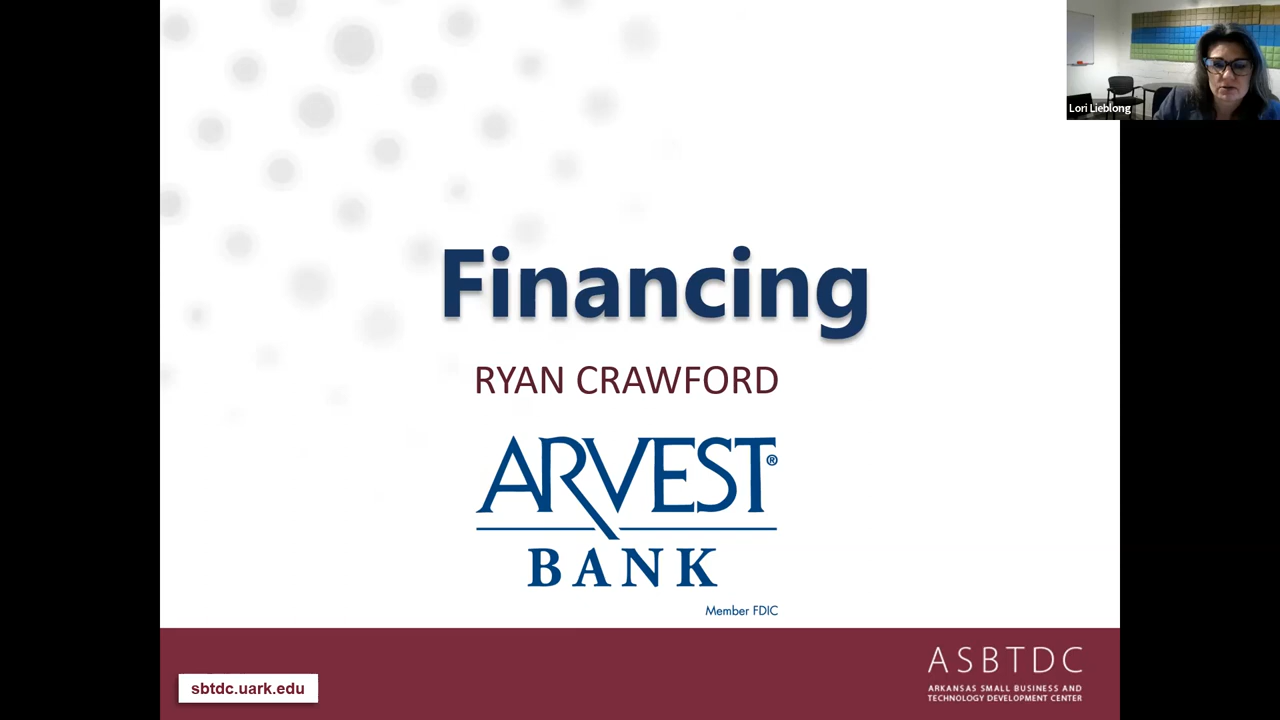 Lori Lieblong
Financing
RYAN CRAWFORD
ARVEST®
BANK
Member FDIC
sbtdc.uark.edu
ASBTDC
ARKANSAS SMALL BUSINESS AND
TECHNOLOGY DEVELOPMENT CENTER